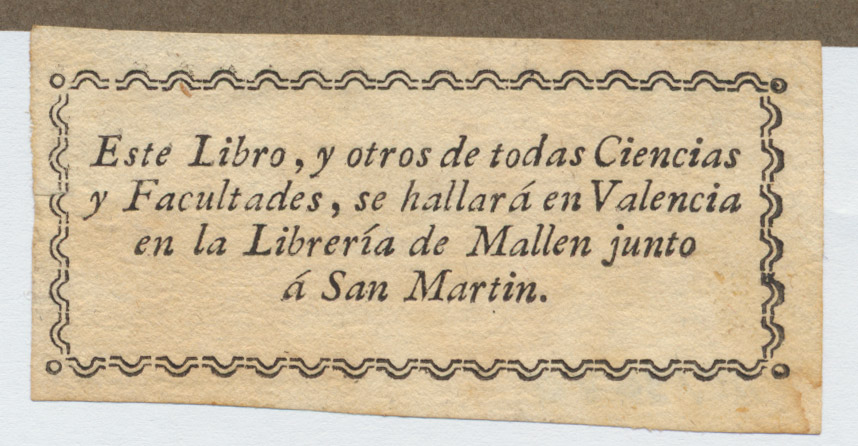 Este Libro, y otros de todas Ciencias
y Facultades, se hallará en Valencia
en la Librería de Mallen junto
á San Martin.